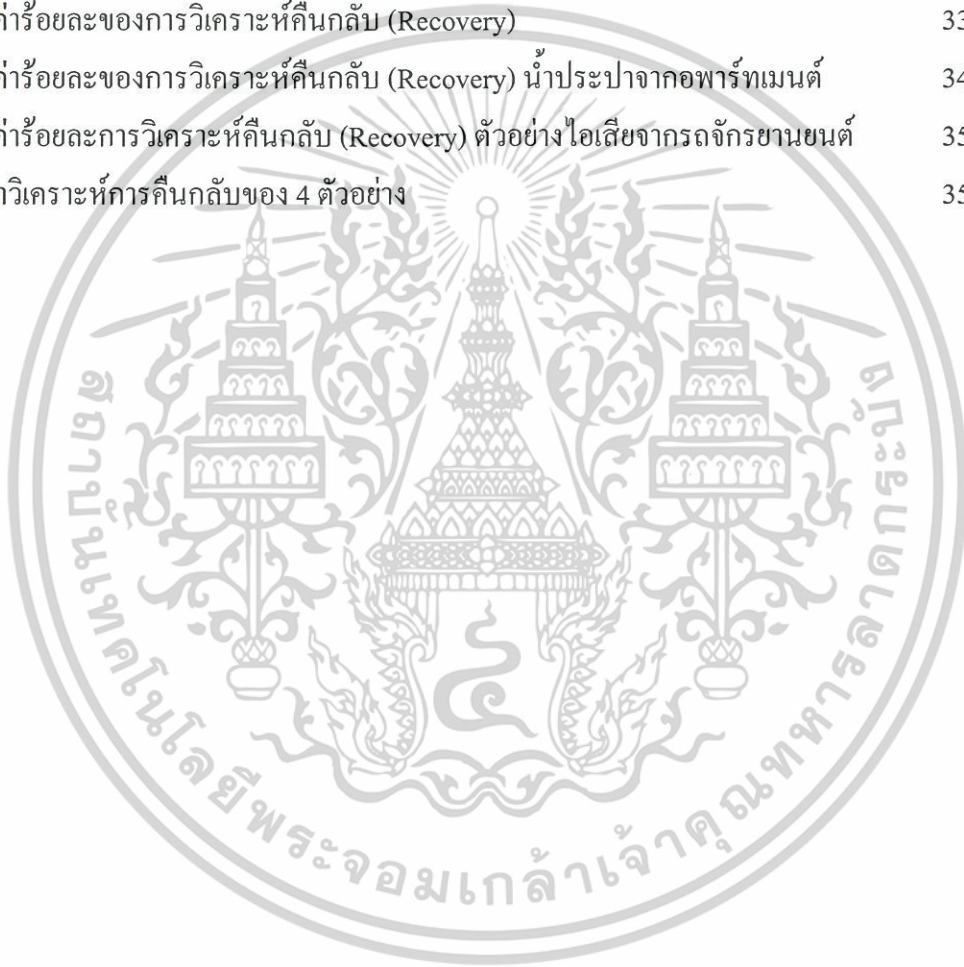 ค่าร้อยละของการวิเคราะห์คืนกลับ (Recovery) 33
ค่าร้อยละของการวิเคราะห์คืนกลับ (Recovery) น้ำประปาจากอพาร์ทเมนต์ 34
ค่าร้อยละการวิเคราะห์คืนกลับ (Recovery) ตัวอย่างไอเสียจากรถจักรยานยนต์ 35
วิเคราะห์การคืนกลับของ 4 ตัวอย่าง 35
สถาบันเทคโนโลยีพระจอมเกล้าเจ้าคุณทหารลาดกระบัง